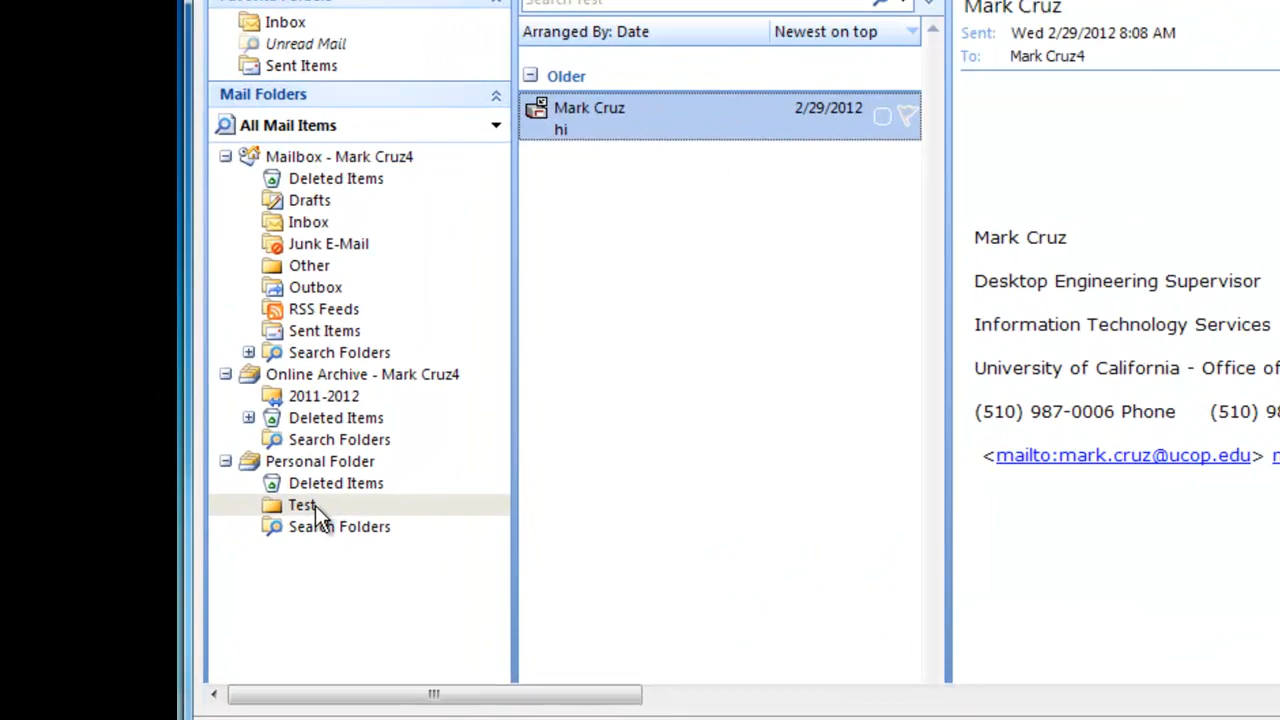 Inbox
Unread Mail
Sent Items
Mail Folders
All Mail Items
Mailbox - Mark Cruz4
Deleted Items
Drafts
Inbox
Junk E-Mail
Other
Outbox
RSS Feeds
Sent Items
Search Folders
Online Archive - Mark Cruz4
2011-2012
Deleted Items
Search Folders
Personal Folder
Deleted Items
Test
Search Folders
Arranged By: Date Newest on top
Older
Mark Cruz 2/29/2012
hi
Mark Cruz
Sent: Wed 2/29/2012 8:08 AM
To: Mark Cruz4
Mark Cruz
Desktop Engineering Supervisor
Information Technology Services
University of California - Office of
(510) 987-0006 Phone (510) 98
<mailto:mark.cruz@ucop.edu>